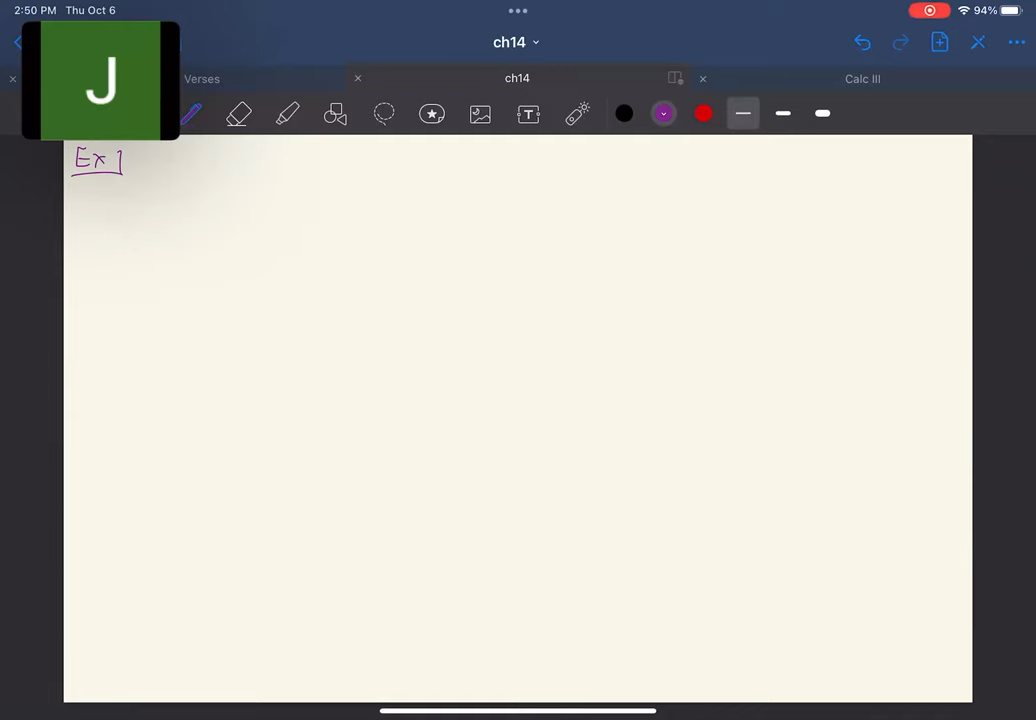 2:50 PM Thu Oct 6
94%
ch14
Verses
ch14
Calc III
J
T
Ex 1